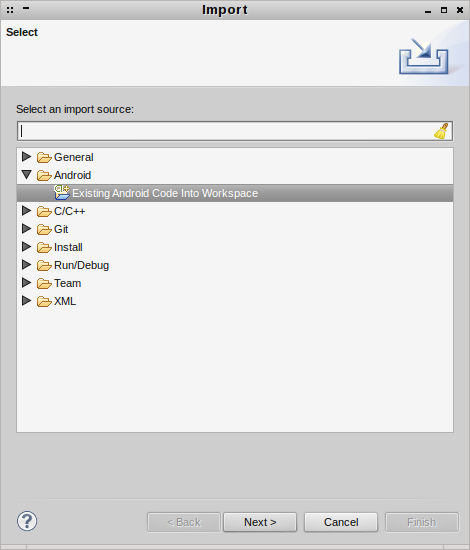 Import
Select
Select an import source:
General
Android
Existing Android Code Into Workspace
C/C++
Git
Install
Run/Debug
Team
XML
?
< Back
Next >
Cancel
Finish